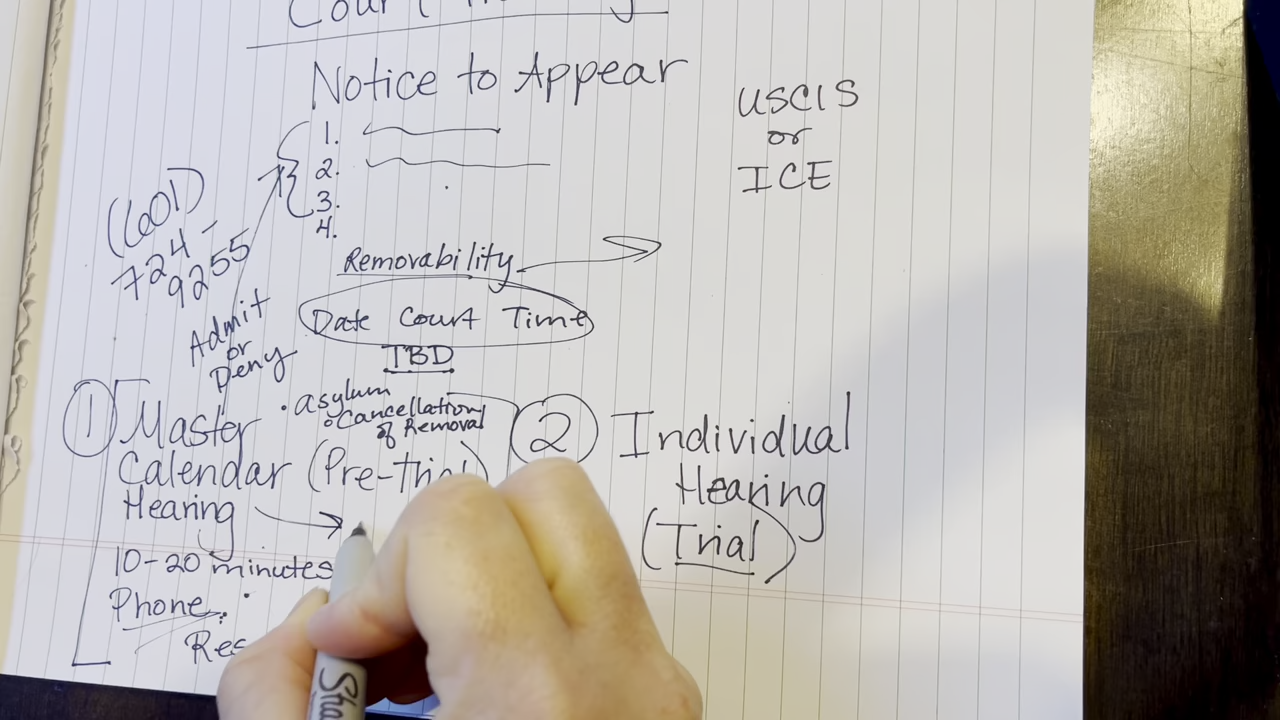 Court
Notice to Appear
USCIS
or
ICE
1.
2.
3.
4.
(601)
724-
9255
Removability
Date Court Time
TBD
Admit
or
Deny
1 Master
Calendar (Pre-trial)
Hearing
• asylum
• Cancellation
of Removal
10-20 minutes
Phone
2 Individual
Hearing
(Trial)